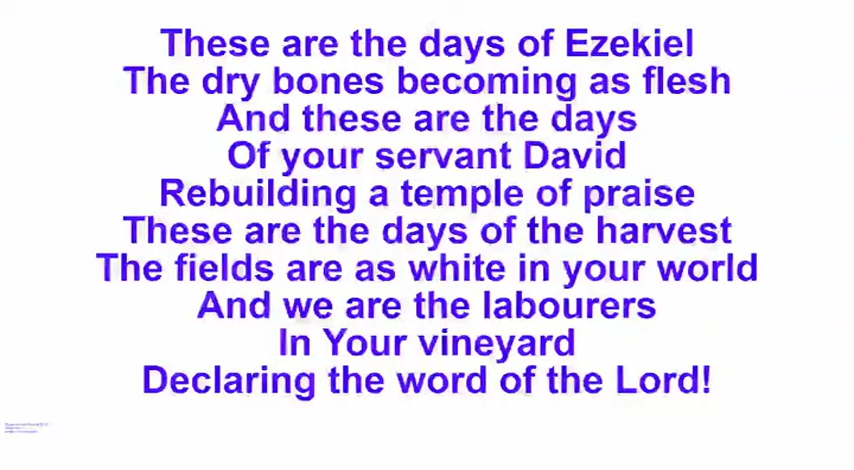 These are the days of Ezekiel
The dry bones becoming as flesh
And these are the days
Of your servant David
Rebuilding a temple of praise
These are the days of the harvest
The fields are as white in your world
And we are the labourers
In Your vineyard
Declaring the word of the Lord!